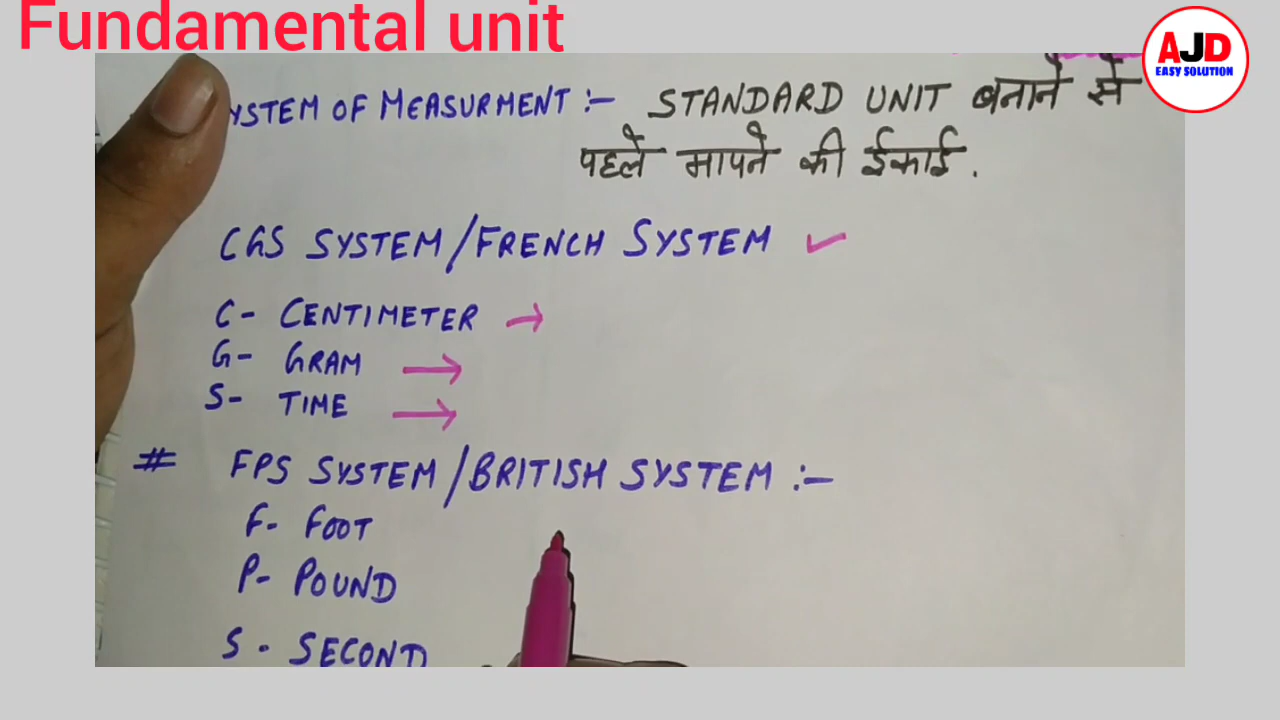 Fundamental unit
AJD
EASY SOLUTION
YSTEM OF MEASURMENT :- STANDARD UNIT बनाने से
पहले मापने की ईकाई.
CGS SYSTEM/FRENCH SYSTEM ✓
C- CENTIMETER →
G- GRAM →
S- TIME →
# FPS SYSTEM/BRITISH SYSTEM :-
F- FOOT
P- POUND
S- SECOND